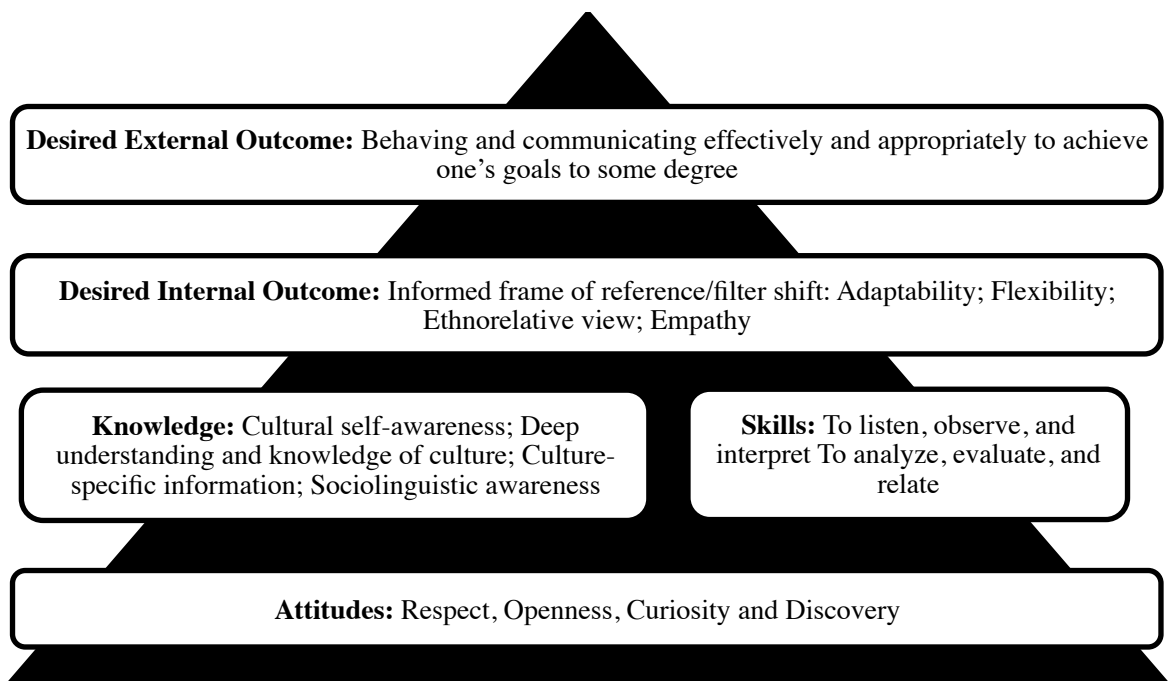 Desired External Outcome: Behaving and communicating effectively and appropriately to achieve
one’s goals to some degree
Desired Internal Outcome: Informed frame of reference/filter shift: Adaptability; Flexibility;
Ethnorelative view; Empathy
Knowledge: Cultural self-awareness; Deep
understanding and knowledge of culture; Culture-
specific information; Sociolinguistic awareness
Skills: To listen, observe, and
interpret To analyze, evaluate, and
relate
Attitudes: Respect, Openness, Curiosity and Discovery